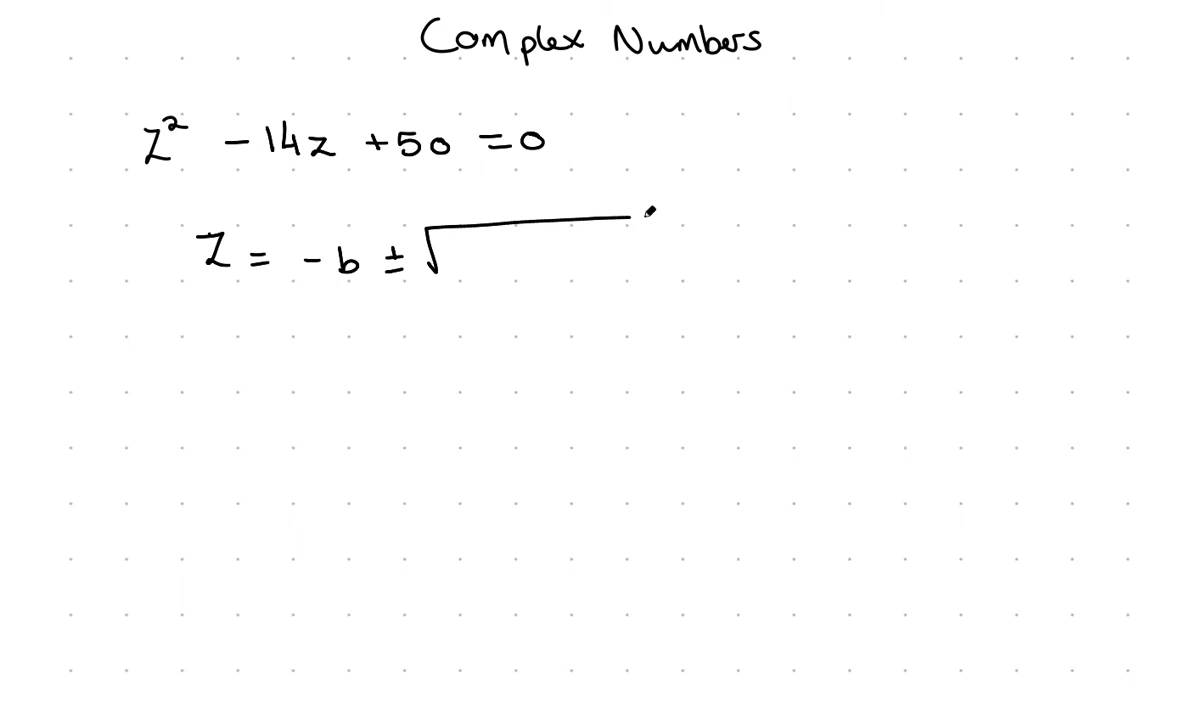 Complex Numbers
z² - 14z + 50 = 0
z = -b ± √